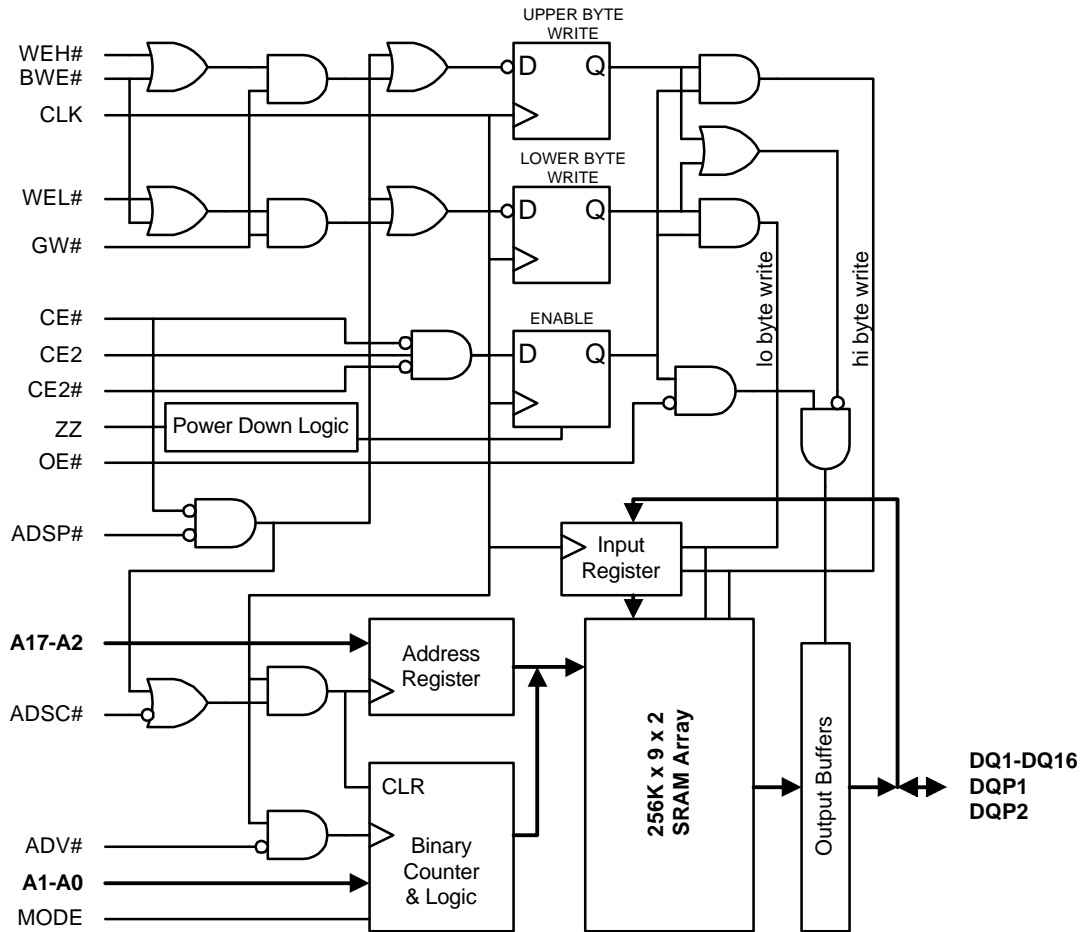 UPPER BYTE
WRITE
WEH#
BWE#
CLK
D
Q
LOWER BYTE
WRITE
WEL#
GW#
D
Q
lo byte write
hi byte write
CE#
CE2
CE2#
ENABLE
D
Q
ZZ
Power Down Logic
OE#
ADSP#
Input
Register
A17-A2
Address
Register
ADSC#
CLR
256K x 9 x 2
SRAM Array
Output Buffers
DQ1-DQ16
DQP1
DQP2
ADV#
Binary
Counter
& Logic
A1-A0
MODE